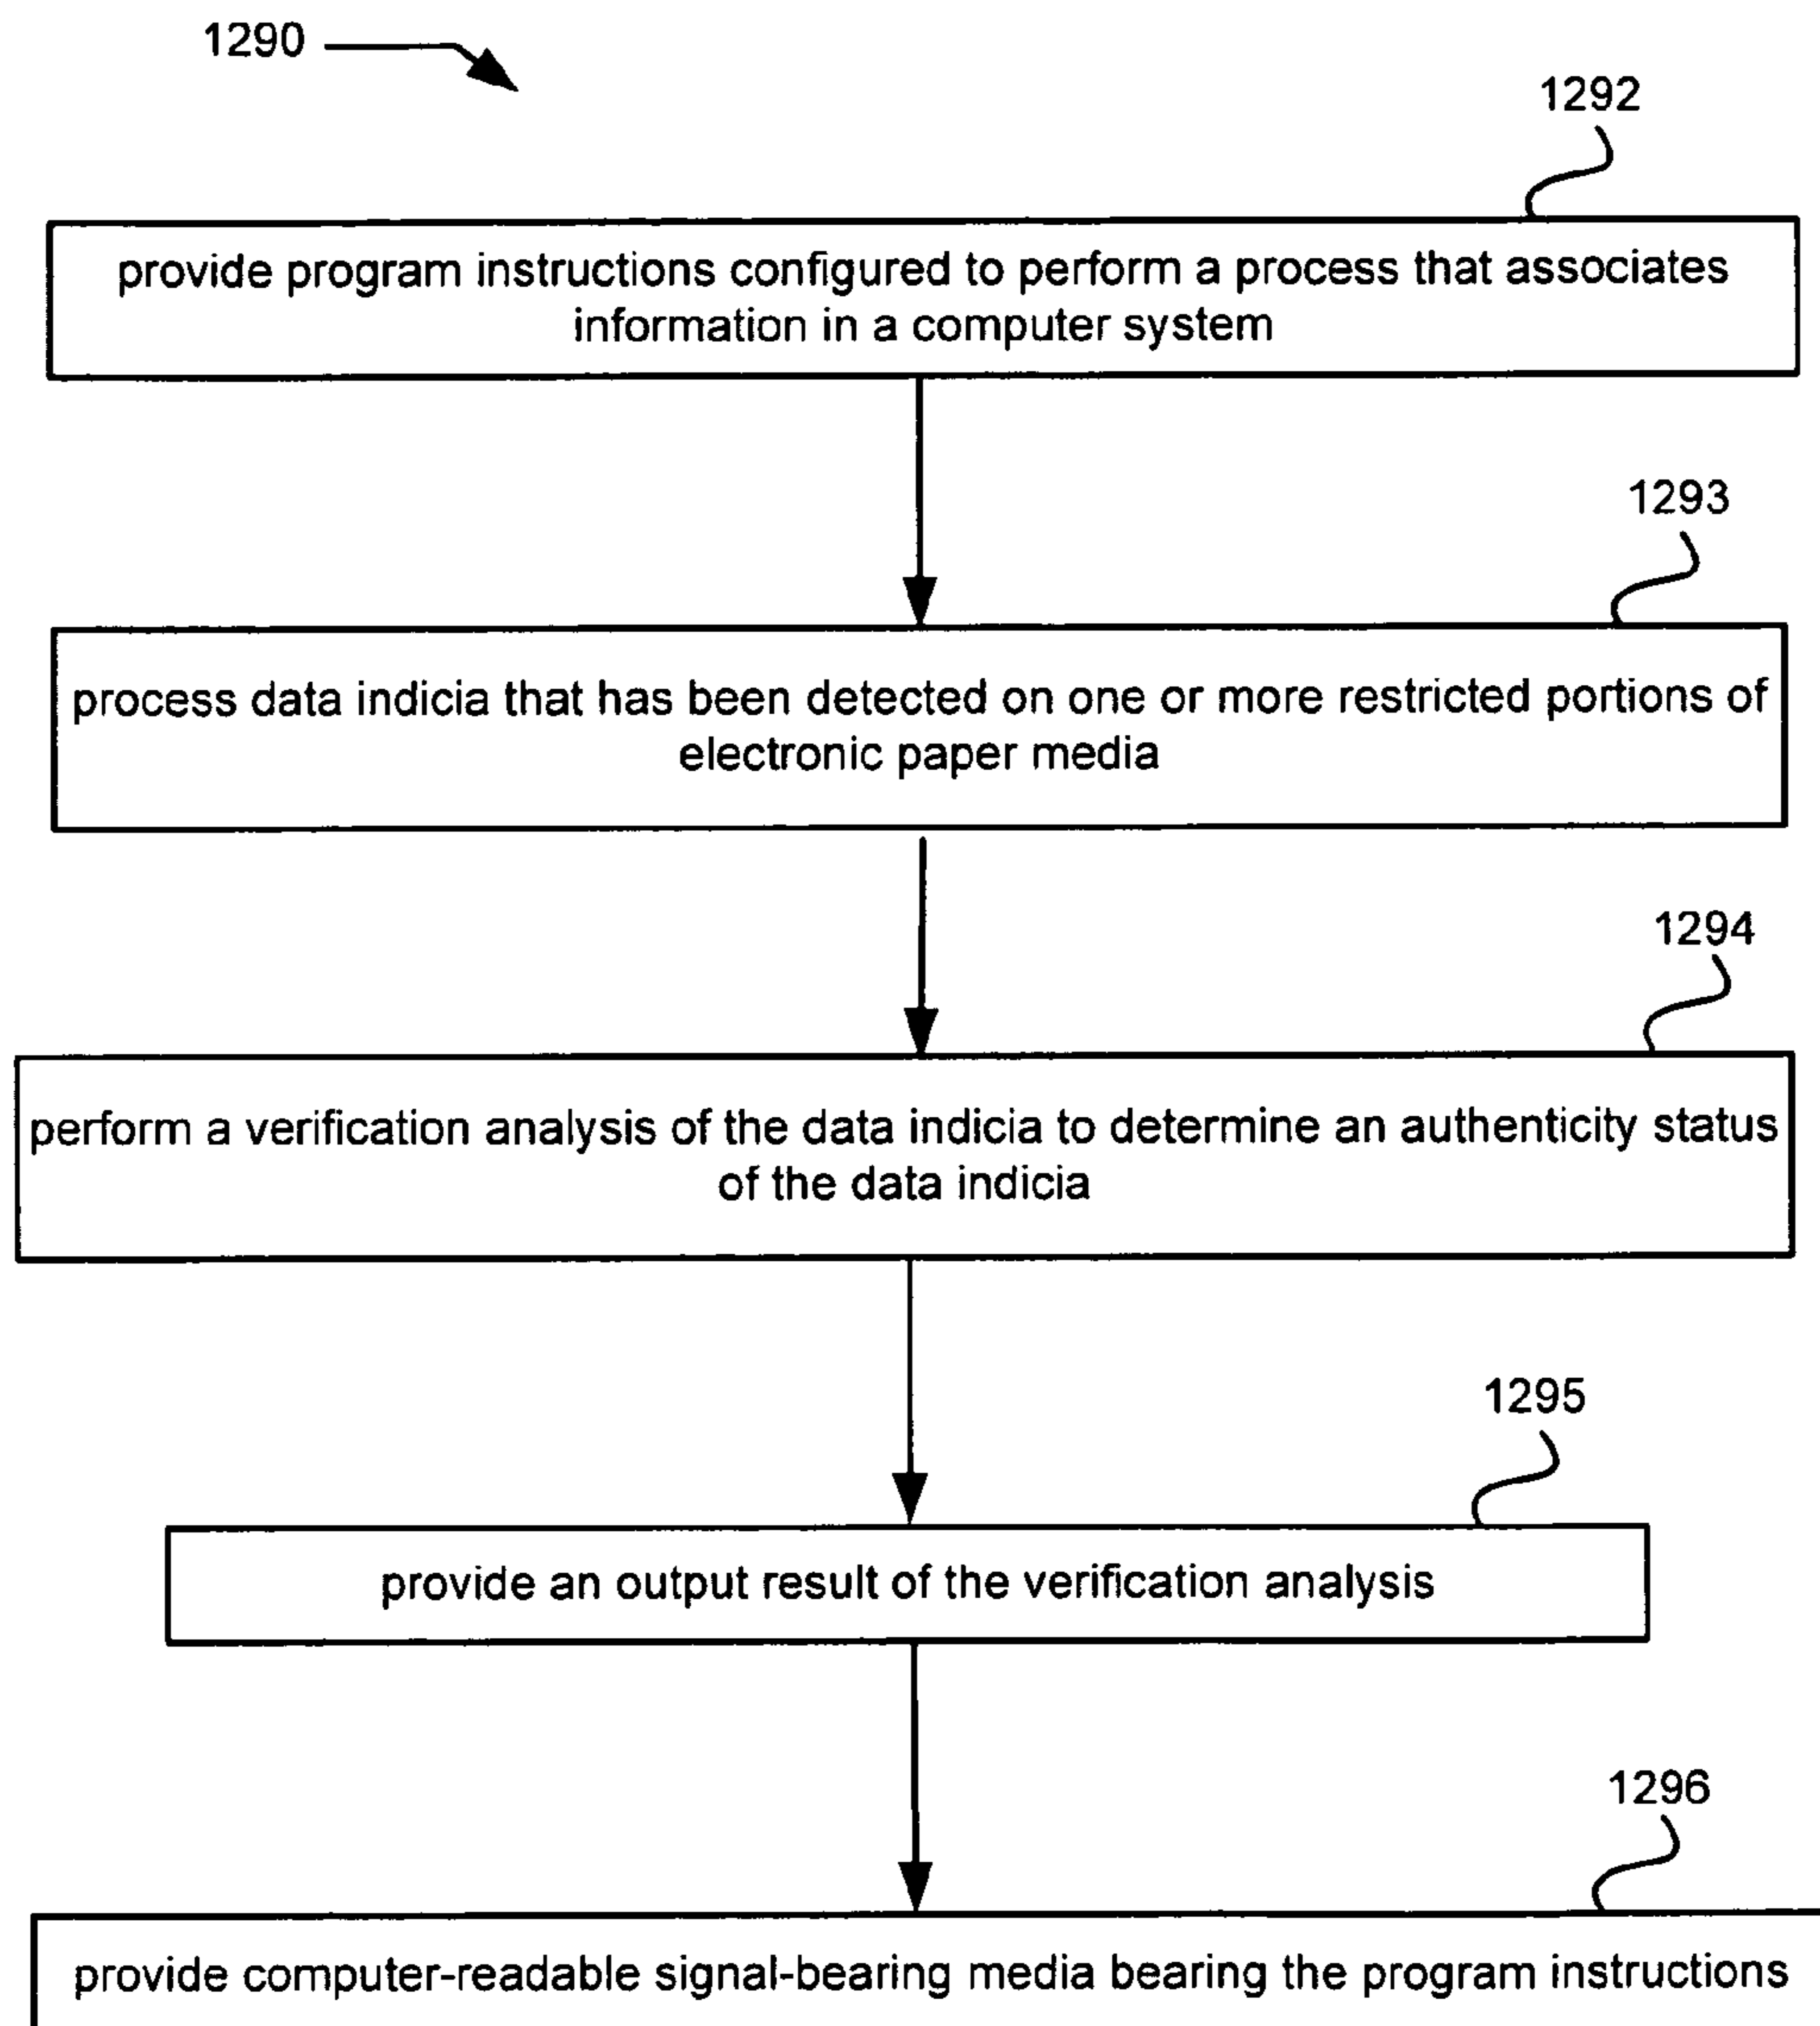 1290
1292
provide program instructions configured to perform a process that associates
information in a computer system
1293
process data indicia that has been detected on one or more restricted portions of
electronic paper media
1294
perform a verification analysis of the data indicia to determine an authenticity status
of the data indicia
1295
provide an output result of the verification analysis
1296
provide computer-readable signal-bearing media bearing the program instructions